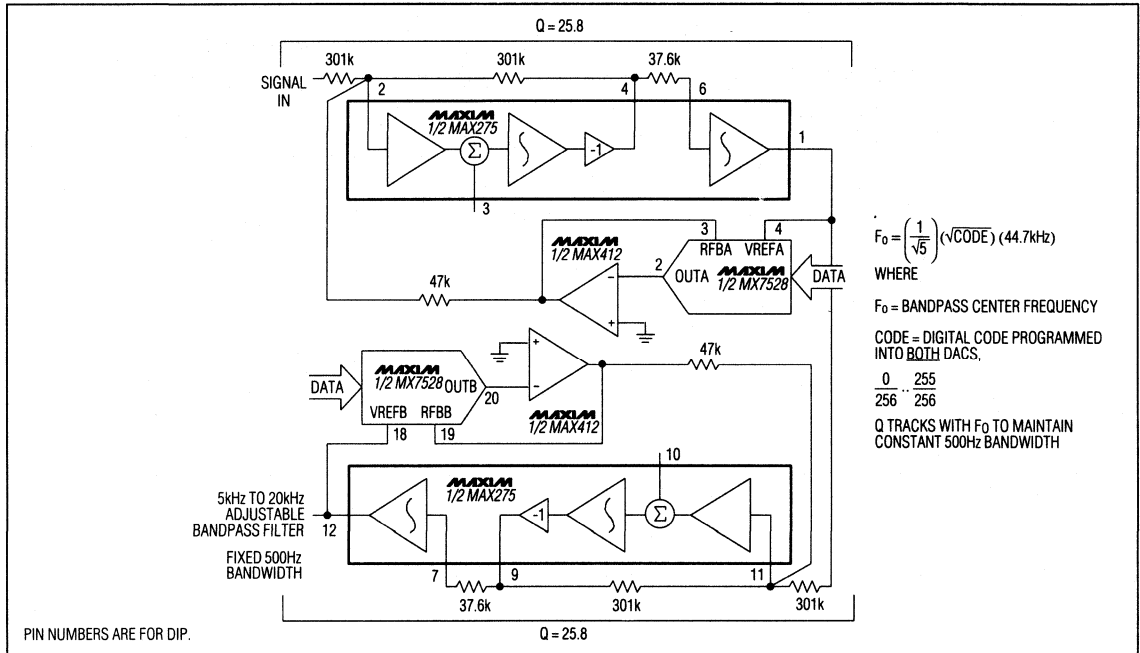 Q = 25.8
301k
301k
37.6k
SIGNAL
IN
2
4
6
MAXIM
1/2 MAX275
Σ
∫
-1
∫
1
3
3
4
RFBA
VREFA
MAXIM
1/2 MAX412
2
OUTA
MAXIM
1/2 MX7528
DATA
-
+
47k
F0 = (1/√5) (√CODE) (44.7kHz)
WHERE
F0 = BANDPASS CENTER FREQUENCY
CODE = DIGITAL CODE PROGRAMMED
INTO BOTH DACS,
0/256 .. 255/256
Q TRACKS WITH F0 TO MAINTAIN
CONSTANT 500Hz BANDWIDTH
47k
+
-
DATA
MAXIM
1/2 MX7528
OUTB
20
VREFB
RFBB
18
19
MAXIM
1/2 MAX412
10
MAXIM
1/2 MAX275
∫
-1
∫
Σ
5kHz TO 20kHz
ADJUSTABLE
BANDPASS FILTER
12
FIXED 500Hz
BANDWIDTH
7
9
11
37.6k
301k
301k
Q = 25.8
PIN NUMBERS ARE FOR DIP.